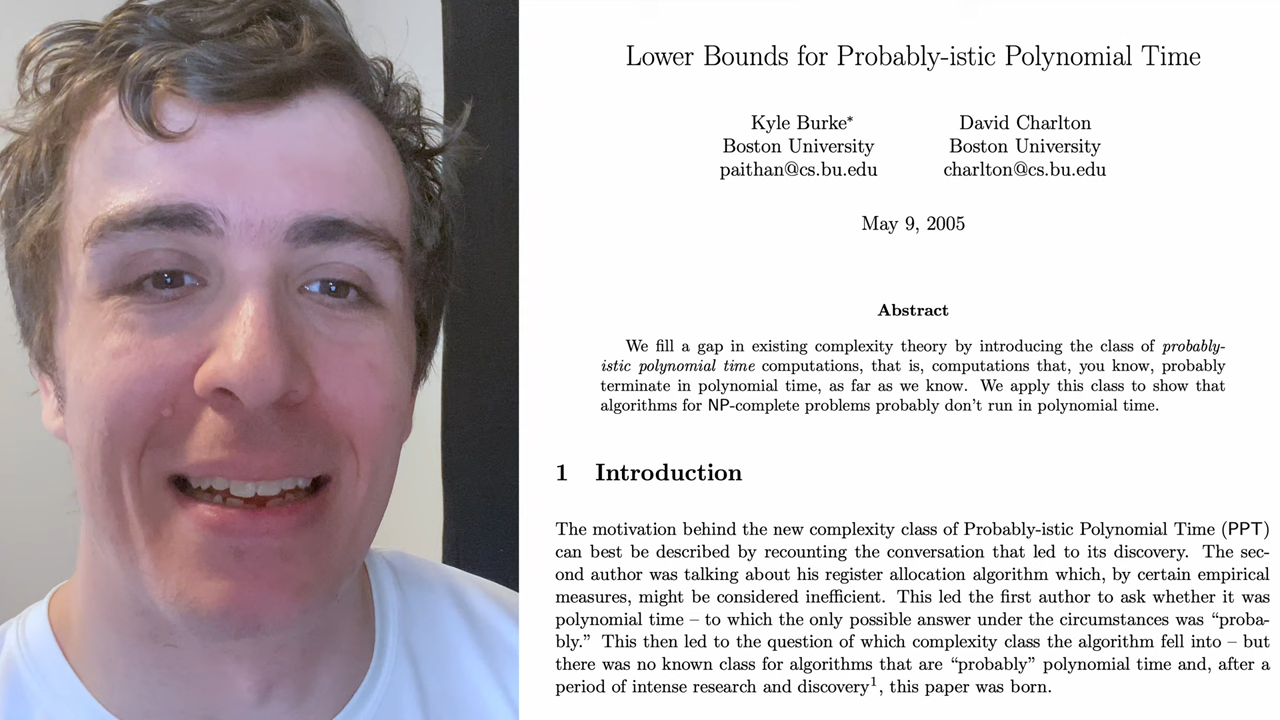 Lower Bounds for Probably-istic Polynomial Time
Kyle Burke* David Charlton
Boston University Boston University
paithan@cs.bu.edu charlton@cs.bu.edu
May 9, 2005
Abstract
We fill a gap in existing complexity theory by introducing the class of probably-
istic polynomial time computations, that is, computations that, you know, probably
terminate in polynomial time, as far as we know. We apply this class to show that
algorithms for NP-complete problems probably don't run in polynomial time.
1 Introduction
The motivation behind the new complexity class of Probably-istic Polynomial Time (PPT)
can best be described by recounting the conversation that led to its discovery. The sec-
ond author was talking about his register allocation algorithm which, by certain empirical
measures, might be considered inefficient. This led the first author to ask whether it was
polynomial time – to which the only possible answer under the circumstances was “proba-
bly.” This then led to the question of which complexity class the algorithm fell into – but
there was no known class for algorithms that are “probably” polynomial time and, after a
period of intense research and discovery¹, this paper was born.